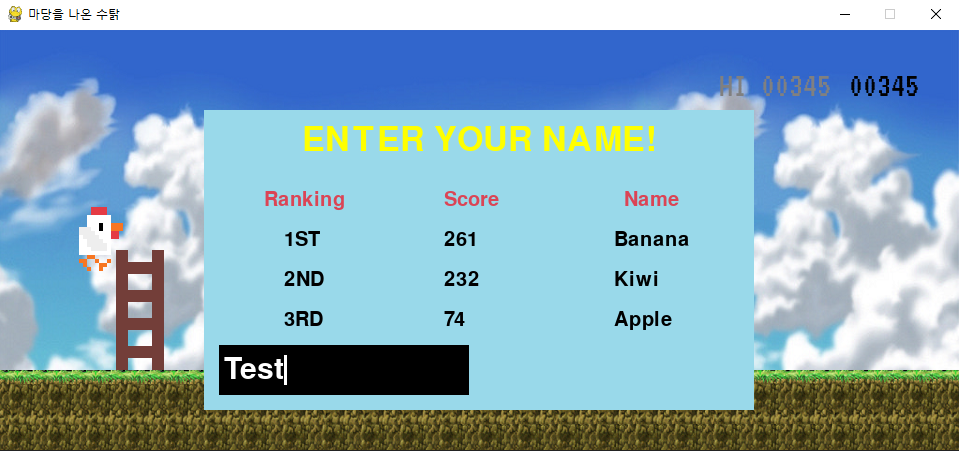 마당을 나온 수탉
HI 00345 00345
ENTER YOUR NAME!
Ranking Score Name
1ST 261 Banana
2ND 232 Kiwi
3RD 74 Apple
Test